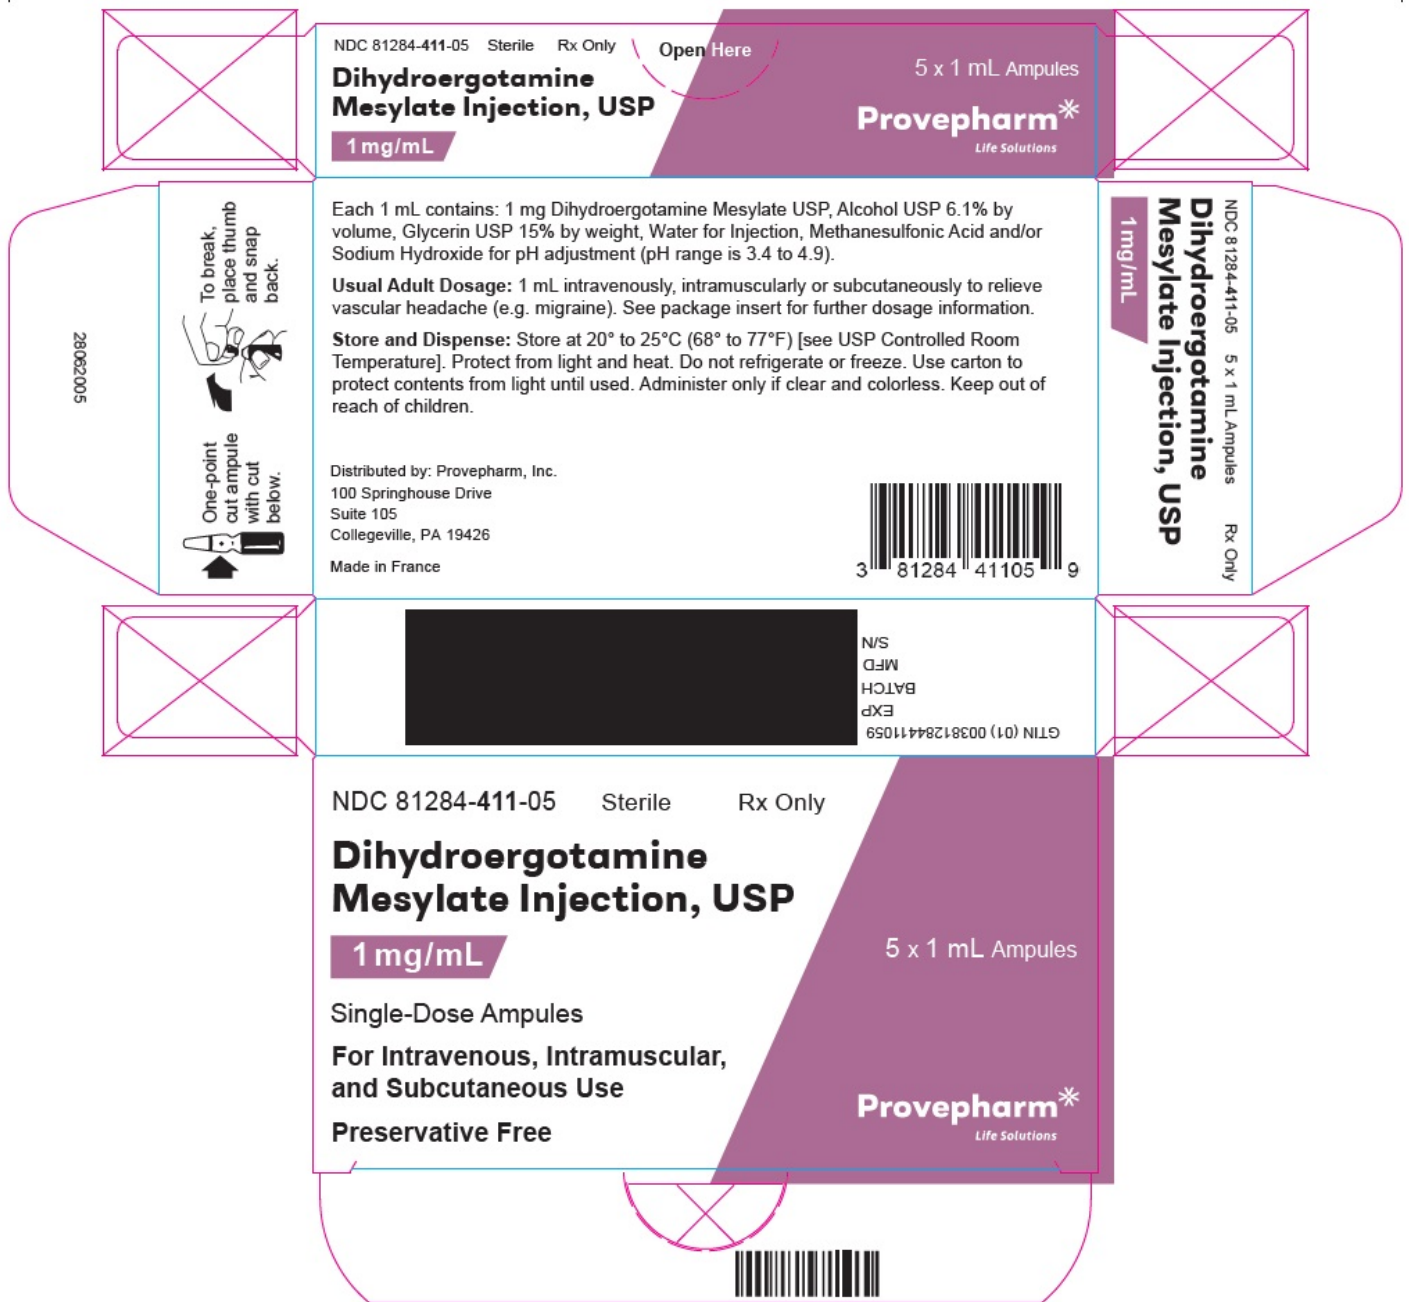 NDC 81284-411-05 Sterile Rx Only
Open Here
Dihydroergotamine
Mesylate Injection, USP
1 mg/mL
5 x 1 mL Ampules
Provepharm
Life Solutions
To break,
place thumb
and snap
back.
One-point
cut ampule
with cut
below.
28062005
Each 1 mL contains: 1 mg Dihydroergotamine Mesylate USP, Alcohol USP 6.1% by
volume, Glycerin USP 15% by weight, Water for Injection, Methanesulfonic Acid and/or
Sodium Hydroxide for pH adjustment (pH range is 3.4 to 4.9).
Usual Adult Dosage: 1 mL intravenously, intramuscularly or subcutaneously to relieve
vascular headache (e.g. migraine). See package insert for further dosage information.
Store and Dispense: Store at 20° to 25°C (68° to 77°F) [see USP Controlled Room
Temperature]. Protect from light and heat. Do not refrigerate or freeze. Use carton to
protect contents from light until used. Administer only if clear and colorless. Keep out of
reach of children.
Distributed by: Provepharm, Inc.
100 Springhouse Drive
Suite 105
Collegeville, PA 19426
Made in France
3 81284 41105 9
NDC 81284-411-05 5 x 1 mL Ampules Rx Only
Dihydroergotamine
Mesylate Injection, USP
1 mg/mL
GTIN (01) 00381284411059
EXP
BATCH
MFD
S/N
NDC 81284-411-05 Sterile Rx Only
Dihydroergotamine
Mesylate Injection, USP
1 mg/mL
5 x 1 mL Ampules
Single-Dose Ampules
For Intravenous, Intramuscular,
and Subcutaneous Use
Preservative Free
Provepharm
Life Solutions